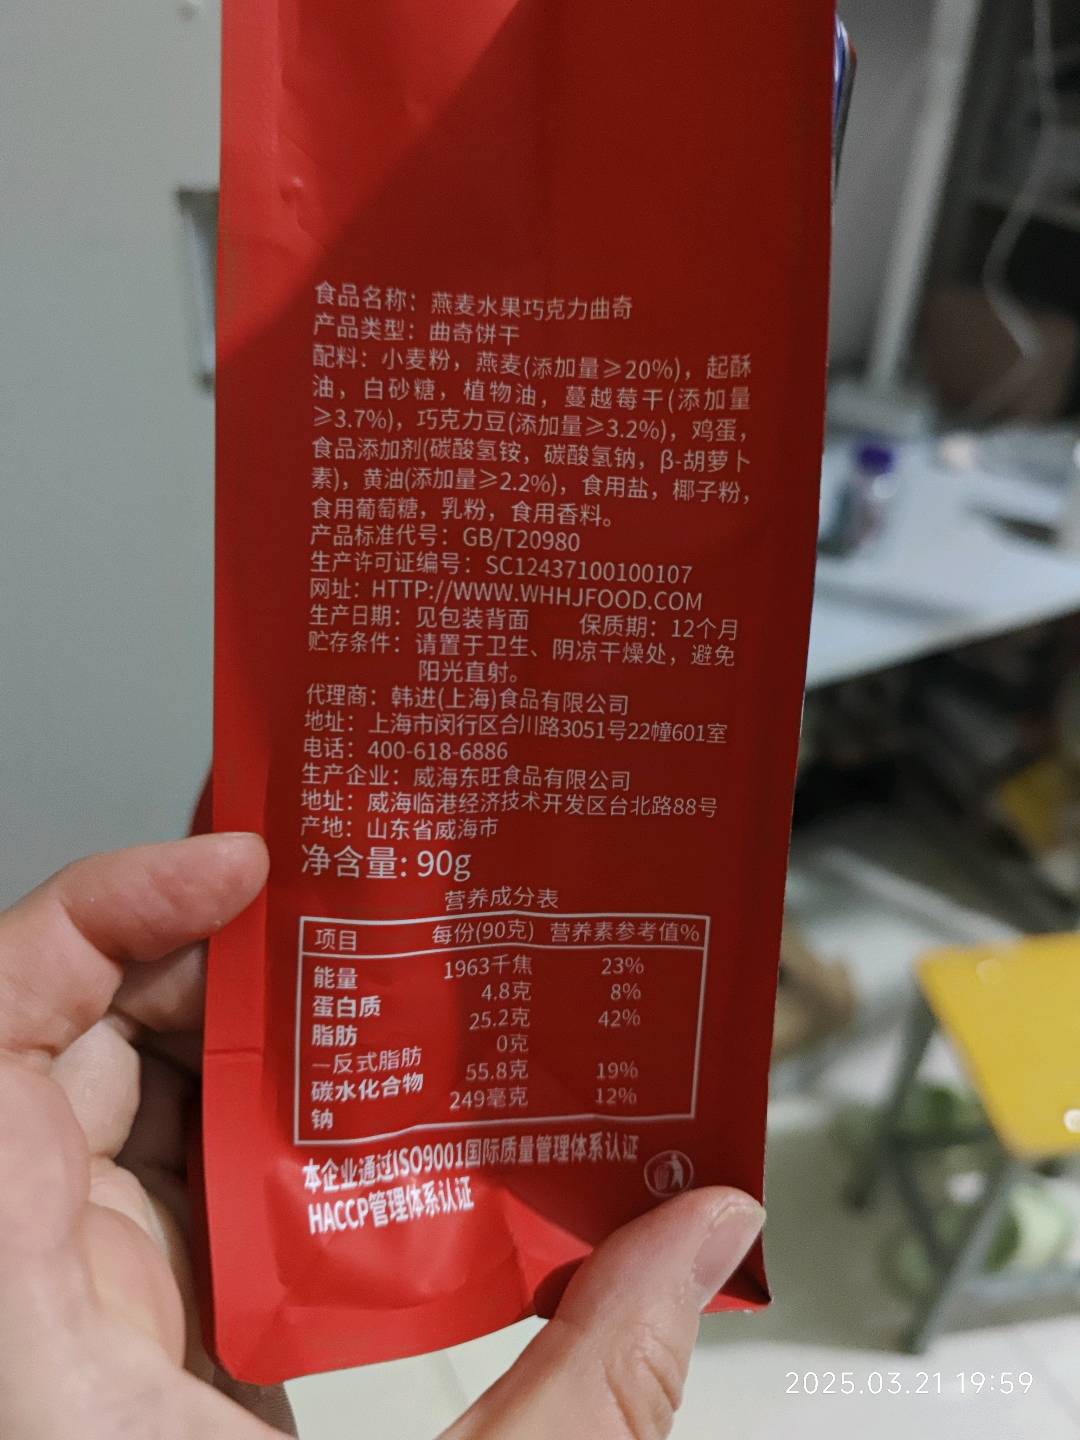 食品名称：燕麦水果巧克力曲奇
产品类型：曲奇饼干
配料：小麦粉，燕麦(添加量≥20%)，起酥
油，白砂糖，植物油，蔓越莓干(添加量
≥3.7%)，巧克力豆(添加量≥3.2%)，鸡蛋，
食品添加剂(碳酸氢铵，碳酸氢钠，β-胡萝卜
素)，黄油(添加量≥2.2%)，食用盐，椰子粉，
食用葡萄糖，乳粉，食用香料。
产品标准代号：GB/T20980
生产许可证编号：SC12437100100107
网址：HTTP://WWW.WHHJFOOD.COM
生产日期：见包装背面 保质期：12个月
贮存条件：请置于卫生、阴凉干燥处，避免
阳光直射。
代理商：韩进(上海)食品有限公司
地址：上海市闵行区合川路3051号22幢601室
电话：400-618-6886
生产企业：威海东旺食品有限公司
地址：威海临港经济技术开发区台北路88号
产地：山东省威海市
净含量: 90g
营养成分表
项目 每份(90克) 营养素参考值%
能量 1963千焦 23%
蛋白质 4.8克 8%
脂肪 25.2克 42%
—反式脂肪 0克
碳水化合物 55.8克 19%
钠 249毫克 12%
本企业通过ISO9001国际质量管理体系认证
HACCP管理体系认证
2025.03.21 19:59